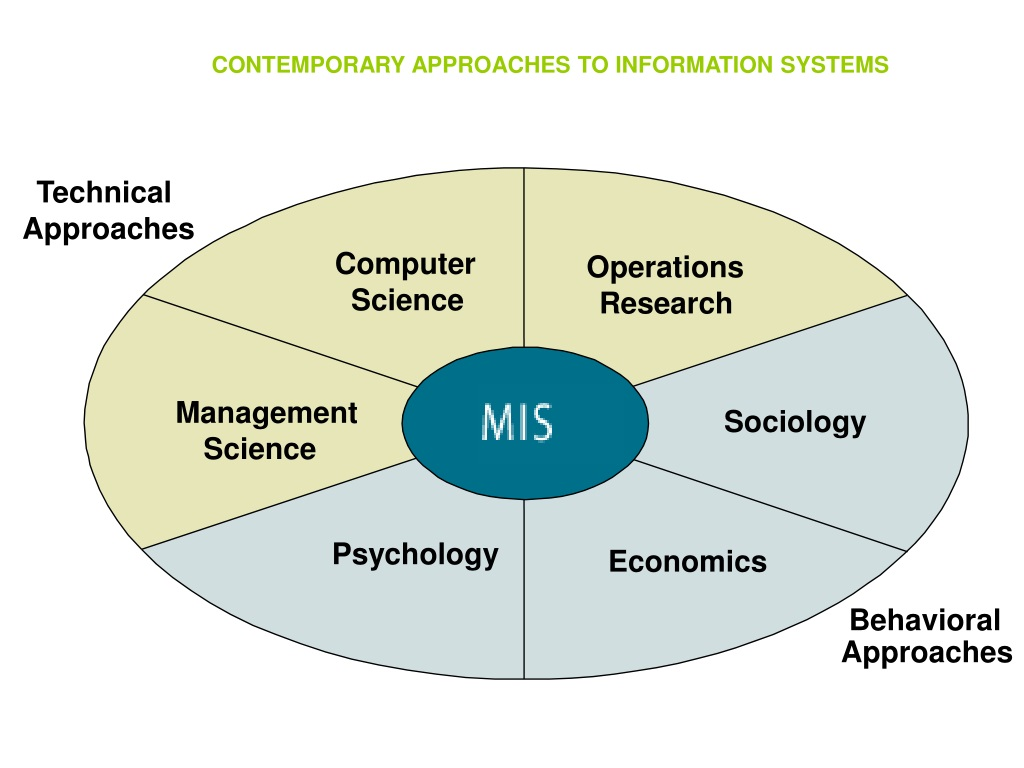 CONTEMPORARY APPROACHES TO INFORMATION SYSTEMS
Technical
Approaches
Computer
Science
Operations
Research
Management
Science
MIS
Sociology
Psychology
Economics
Behavioral
Approaches